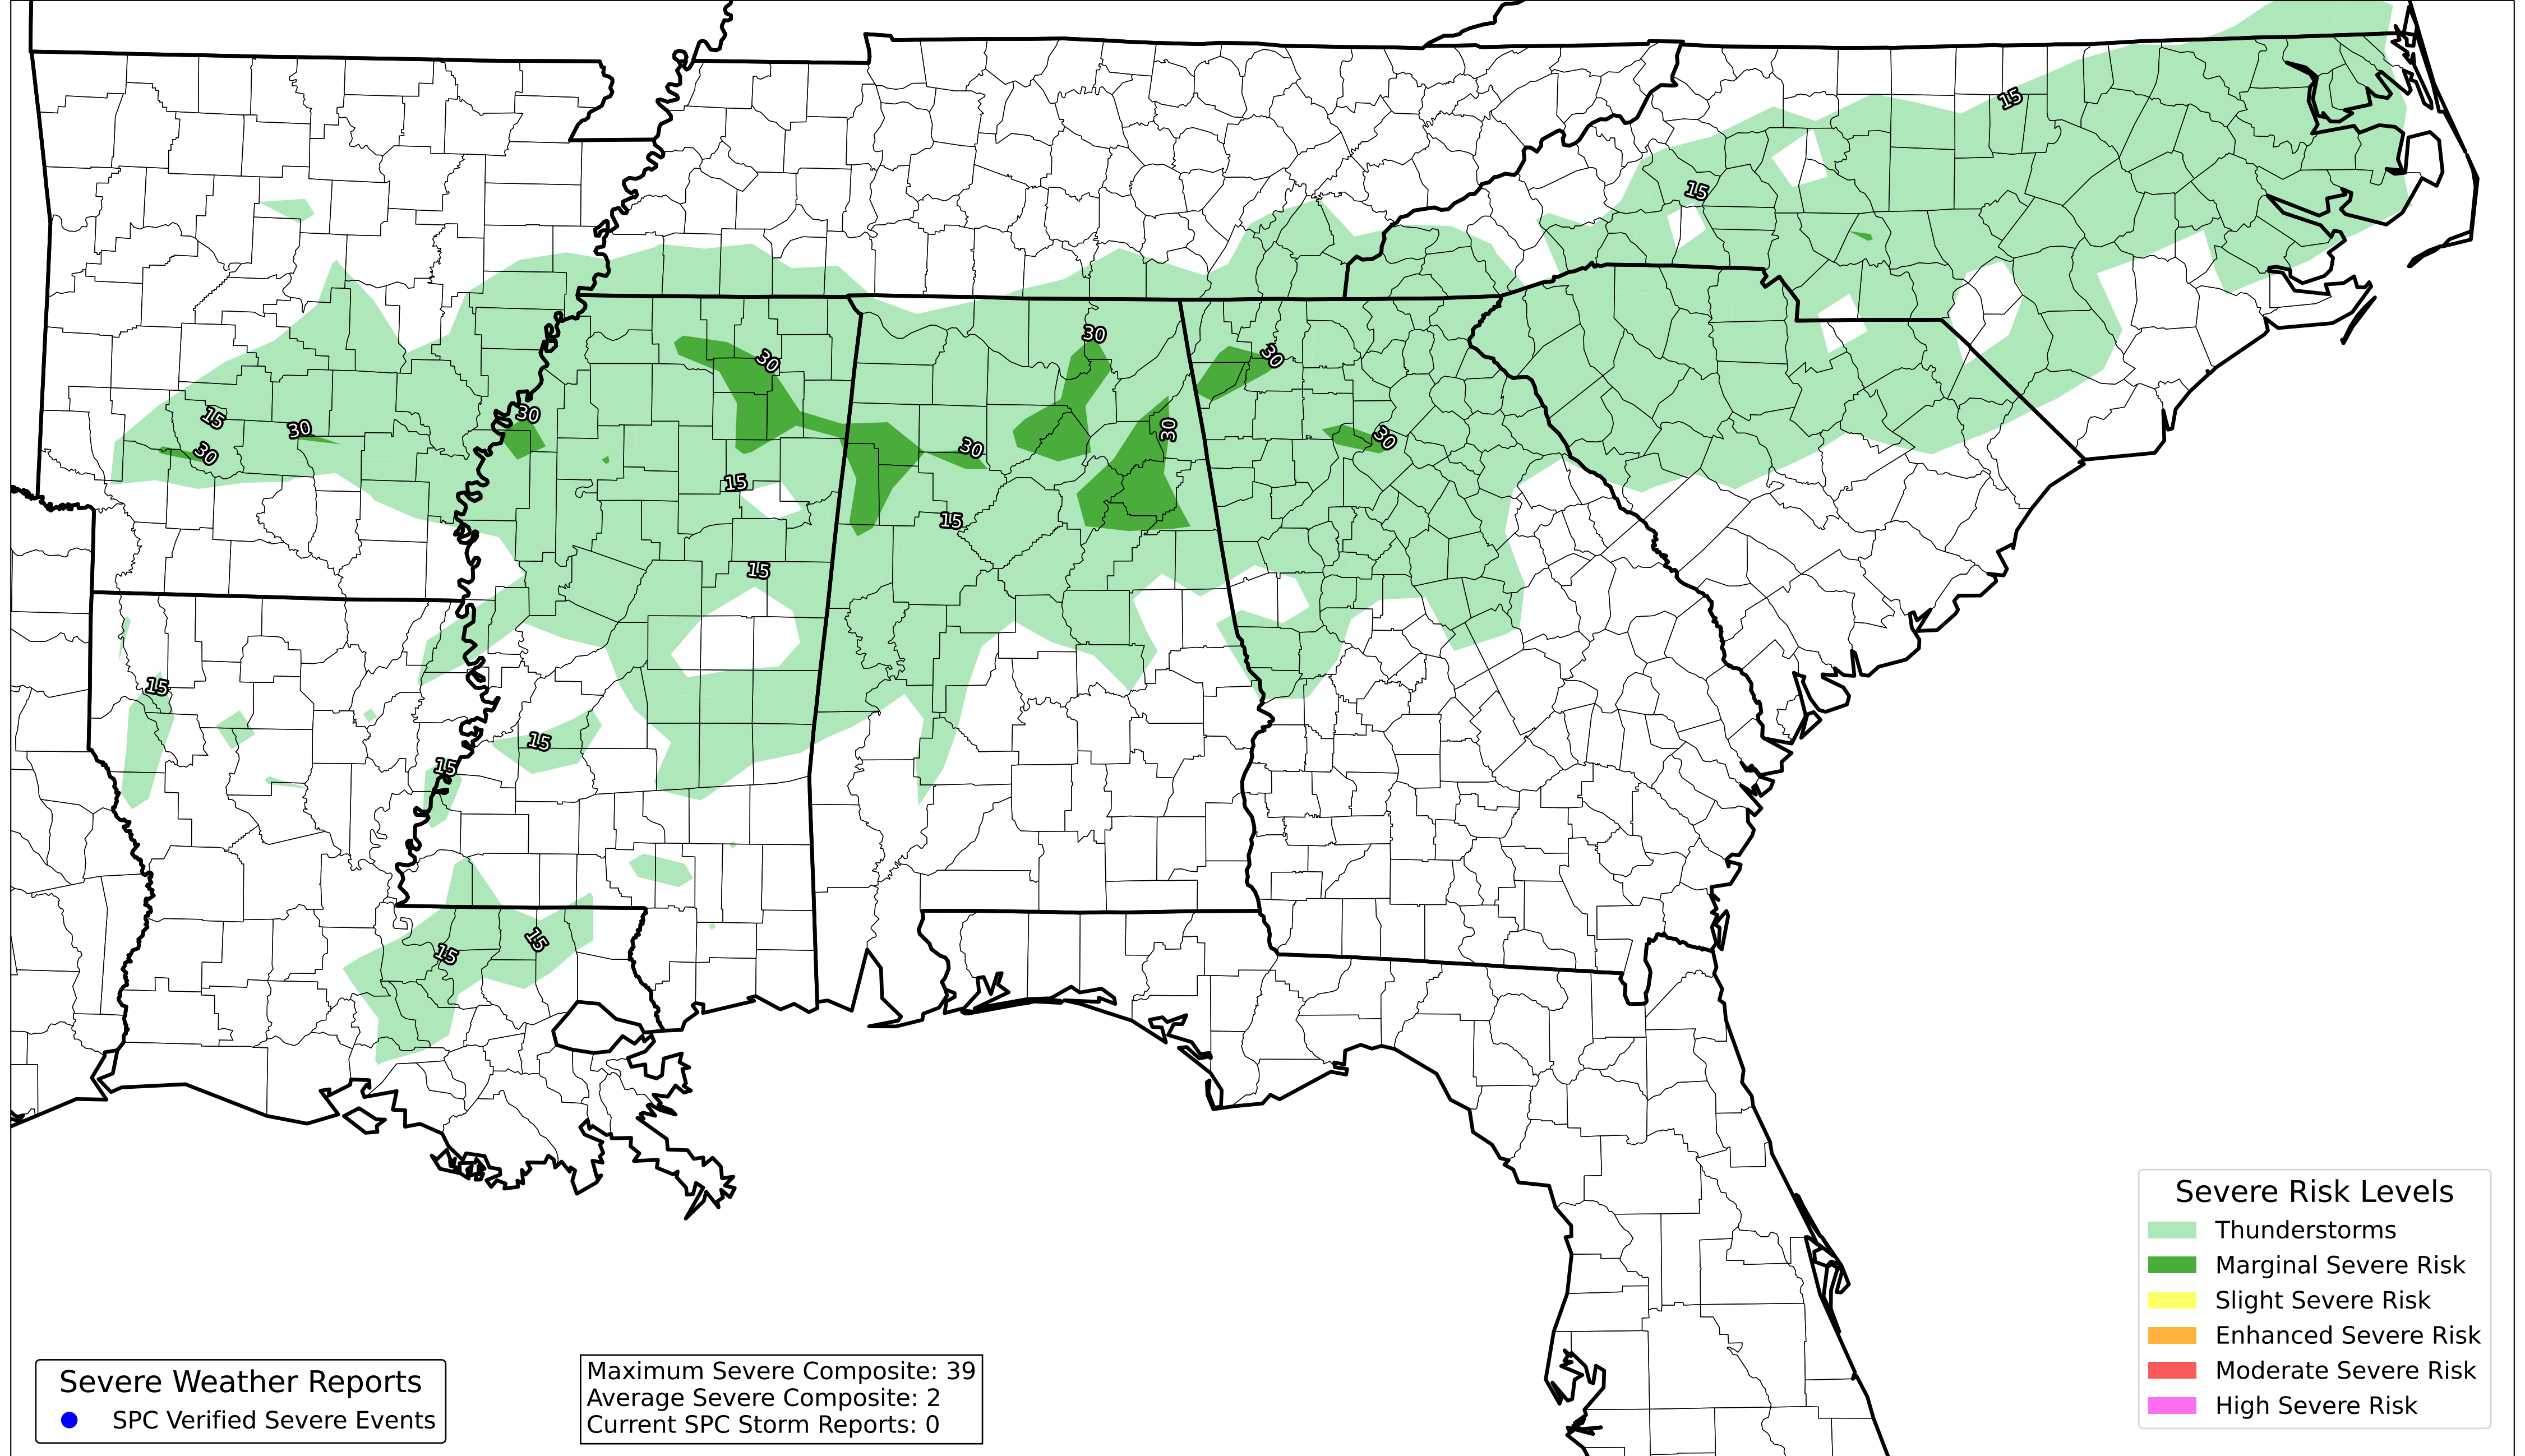 15
15
30
30
30
30
15
30
30
30
30
30
15
15
15
15
15
15
15
15
Severe Risk Levels
Thunderstorms
Marginal Severe Risk
Slight Severe Risk
Enhanced Severe Risk
Moderate Severe Risk
High Severe Risk
Severe Weather Reports
SPC Verified Severe Events
Maximum Severe Composite: 39
Average Severe Composite: 2
Current SPC Storm Reports: 0